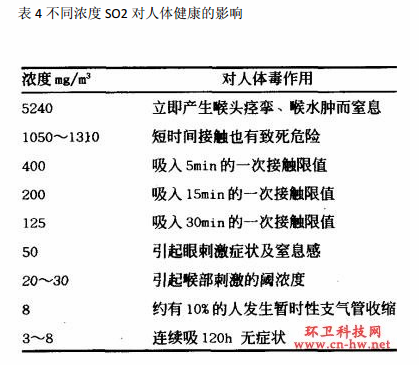 表 4 不同浓度 SO2 对人体健康的影响
浓度 mg/m³ 对人体毒作用
5240 立即产生喉头痉挛、喉水肿而窒息
1050～1310 短时间接触也有致死危险
400 吸入 5min 的一次接触限值
200 吸入 15min 的一次接触限值
125 吸入 30min 的一次接触限值
50 引起眼刺激症状及窒息感
20～30 引起喉部刺激的阈浓度
8 约有 10% 的人发生暂时性支气管收缩
3～8 连续吸 120h 无症状
环卫科技网
www.cn-hw.net